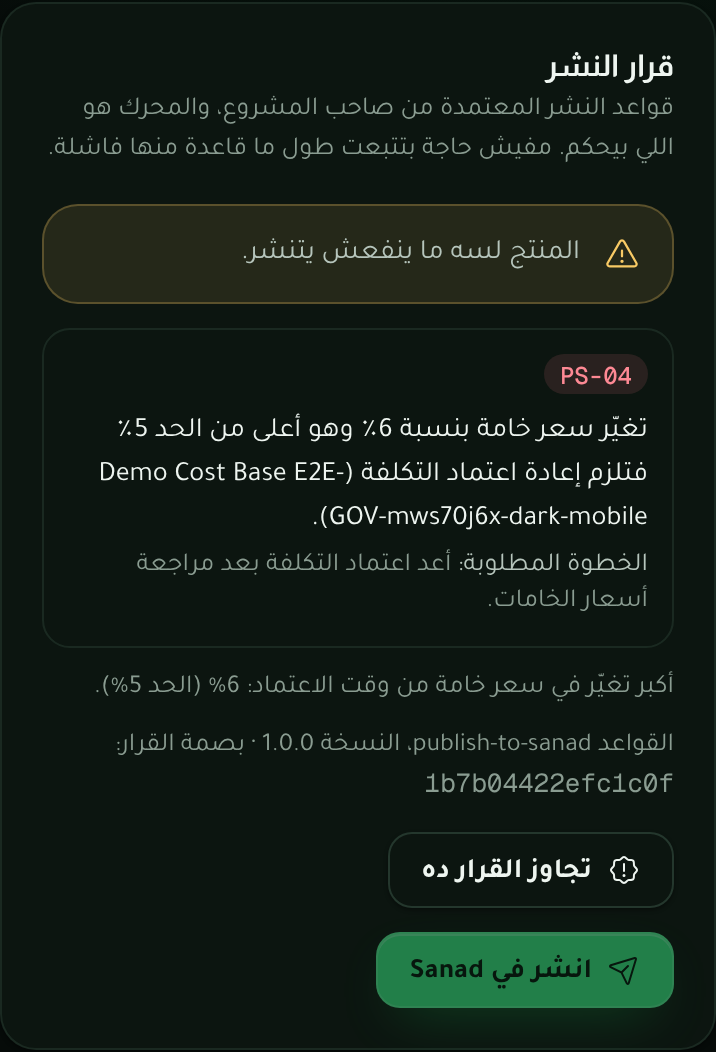 قرار النشر
قواعد النشر المعتمدة من صاحب المشروع، والمحرك هو
اللي بيحكم. مفيش حاجة بتتبعت طول ما قاعدة منها فاشلة.
المنتج لسه ما ينفعش يتنشر.
PS-04
تغيّر سعر خامة بنسبة 6٪ وهو أعلى من الحد 5٪
فتلزم إعادة اعتماد التكلفة (Demo Cost Base E2E-
GOV-mws70j6x-dark-mobile).
الخطوة المطلوبة: أعد اعتماد التكلفة بعد مراجعة
أسعار الخامات.
أكبر تغيّر في سعر خامة من وقت الاعتماد: 6% (الحد 5%).
القواعد publish-to-sanad، النسخة 1.0.0 · بصمة القرار:
1b7b04422efc1c0f
تجاوز القرار ده
انشر في Sanad